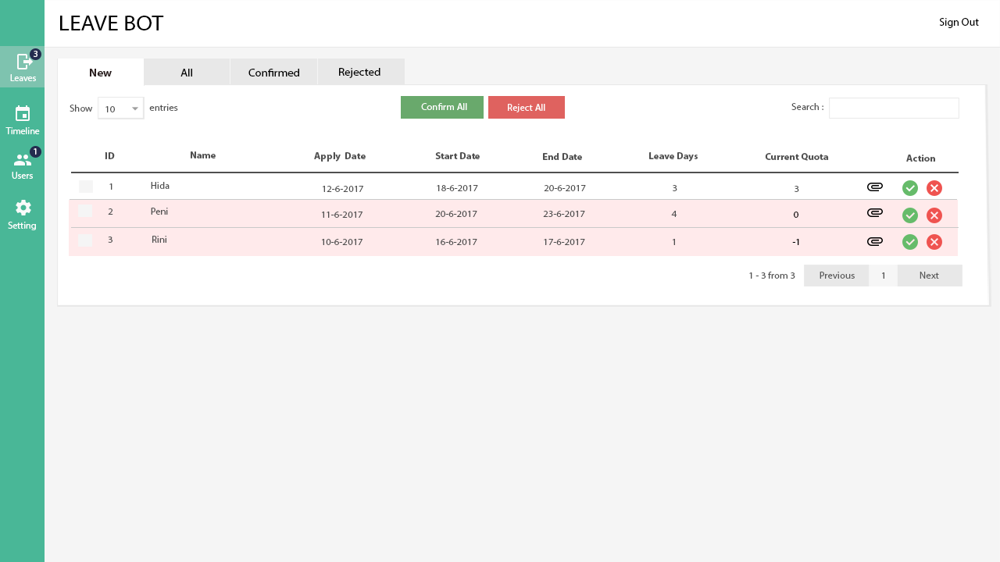 LEAVE BOT
Sign Out
3
Leaves
Timeline
1
Users
Setting
New All Confirmed Rejected
Show 10 entries Confirm All Reject All Search :
ID Name Apply Date Start Date End Date Leave Days Current Quota Action
1 Hida 12-6-2017 18-6-2017 20-6-2017 3 3
2 Peni 11-6-2017 20-6-2017 23-6-2017 4 0
3 Rini 10-6-2017 16-6-2017 17-6-2017 1 -1
1 - 3 from 3 Previous 1 Next